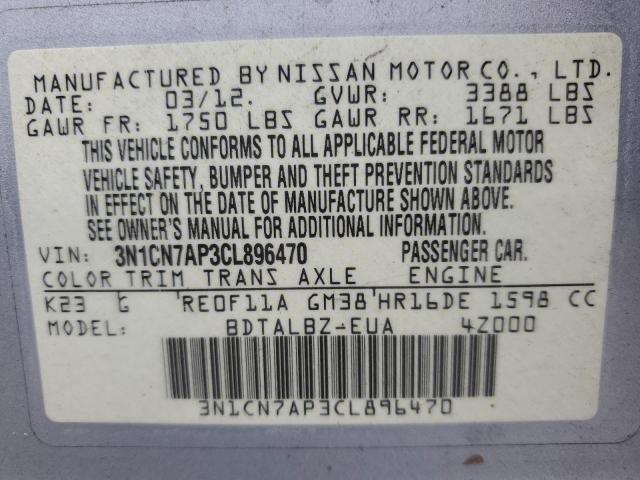 MANUFACTURED BY NISSAN MOTOR CO., LTD.
DATE: 03/12. GVWR: 3388 LBS
GAWR FR: 1750 LBS GAWR RR: 1671 LBS
THIS VEHICLE CONFORMS TO ALL APPLICABLE FEDERAL MOTOR
VEHICLE SAFETY, BUMPER AND THEFT PREVENTION STANDARDS
IN EFFECT ON THE DATE OF MANUFACTURE SHOWN ABOVE.
SEE OWNER'S MANUAL FOR ADDITIONAL INFORMATION.
VIN: 3N1CN7AP3CL896470 PASSENGER CAR.
COLOR TRIM TRANS AXLE ENGINE
K23 G RE0F11A GM38 HR16DE 1598 CC
MODEL: BDTALBZ-EUA 4Z000
3N1CN7AP3CL896470